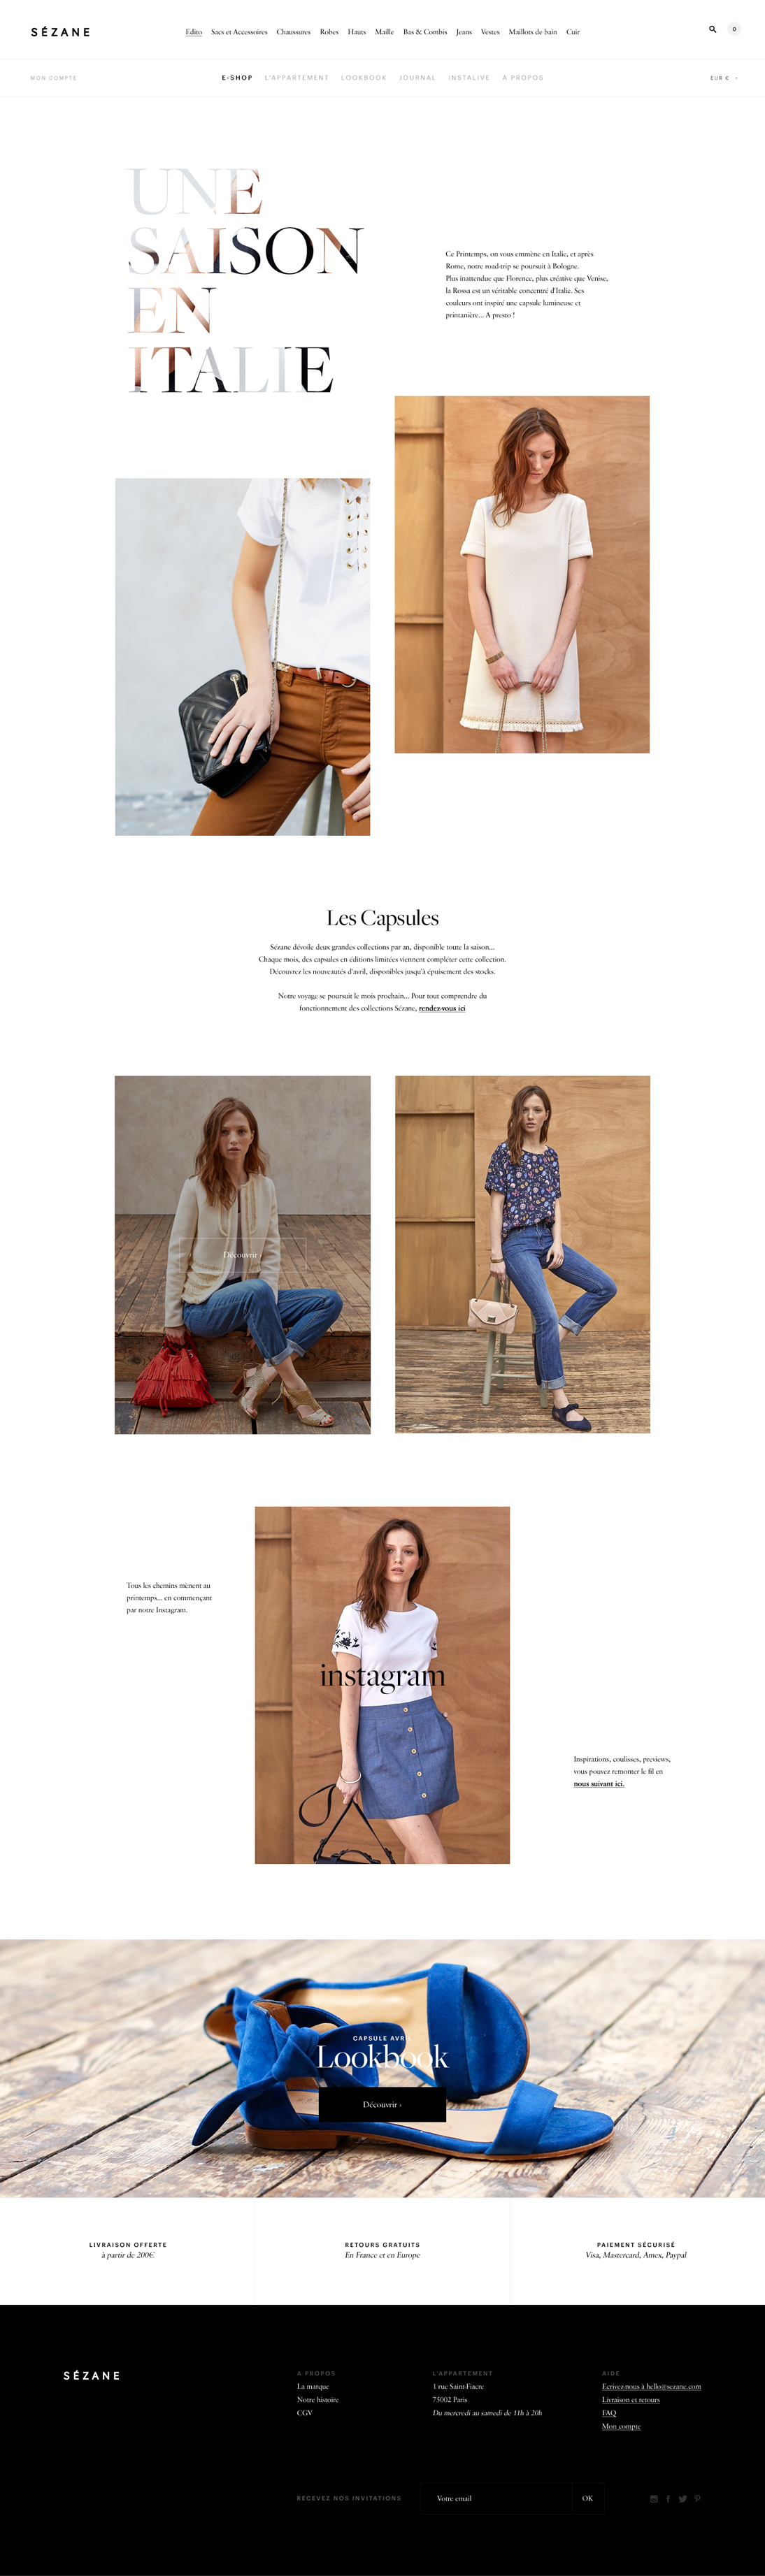 SÉZANE
Edito Sacs et Accessoires Chaussures Robes Hauts Maille Bas & Combis Jeans Vestes Maillots de bain Cuir
0
MON COMPTE
E-SHOP L'APPARTEMENT LOOKBOOK JOURNAL INSTALIVE A PROPOS
EUR €
UNE
SAISON
EN
ITALIE
Ce Printemps, on vous emmène en Italie, et après
Rome, notre road-trip se poursuit à Bologne.
Plus inattendue que Florence, plus créative que Venise,
la Rossa est un véritable concentré d'Italie. Ses
couleurs ont inspiré une capsule lumineuse et
printanière... A presto !
Les Capsules
Sézane dévoile deux grandes collections par an, disponible toute la saison...
Chaque mois, des capsules en éditions limitées viennent compléter cette collection.
Découvrez les nouveautés d'avril, disponibles jusqu'à épuisement des stocks.
Notre voyage se poursuit le mois prochain... Pour tout comprendre du
fonctionnement des collections Sézane, rendez-vous ici
Découvrir
Tous les chemins mènent au
printemps... en commençant
par notre Instagram.
instagram
Inspirations, coulisses, previews,
vous pouvez remonter le fil en
nous suivant ici.
CAPSULE AVRIL
Lookbook
Découvrir ›
LIVRAISON OFFERTE
à partir de 200€
RETOURS GRATUITS
En France et en Europe
PAIEMENT SÉCURISÉ
Visa, Mastercard, Amex, Paypal
SÉZANE
A PROPOS
La marque
Notre histoire
CGV
L'APPARTEMENT
1 rue Saint-Fiacre
75002 Paris
Du mercredi au samedi de 11h à 20h
AIDE
Ecrivez-nous à hello@sezane.com
Livraison et retours
FAQ
Mon compte
RECEVEZ NOS INVITATIONS
Votre email
OK